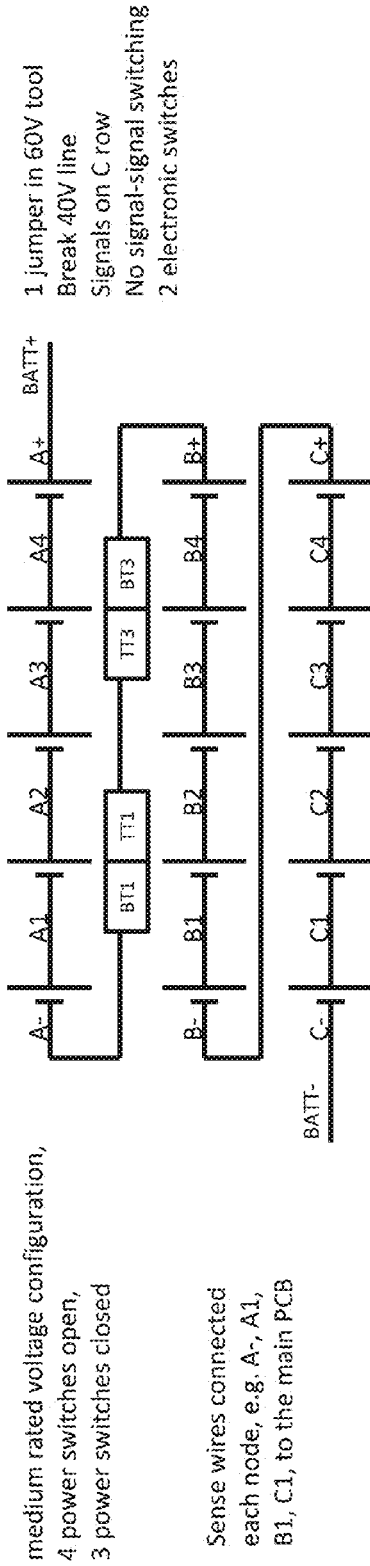 medium rated voltage configuration,
4 power switches open,
3 power switches closed
Sense wires connected
each node, e.g. A-, A1,
B1, C1, to the main PCB
A- A1 A2 A3 A4 A+ BATT+
BT1 TT1 TT3 BT3
B- B1 B2 B3 B4 B+
BATT- C- C1 C2 C3 C4 C+
1 jumper in 60V tool
Break 40V line
Signals on C row
No signal-signal switching
2 electronic switches